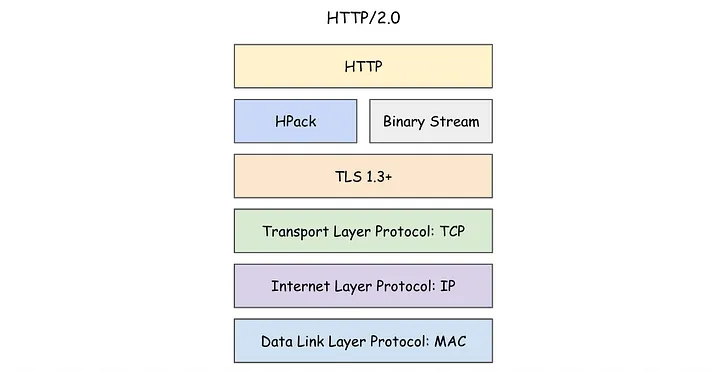 HTTP/2.0
HTTP
HPack
Binary Stream
TLS 1.3+
Transport Layer Protocol: TCP
Internet Layer Protocol: IP
Data Link Layer Protocol: MAC